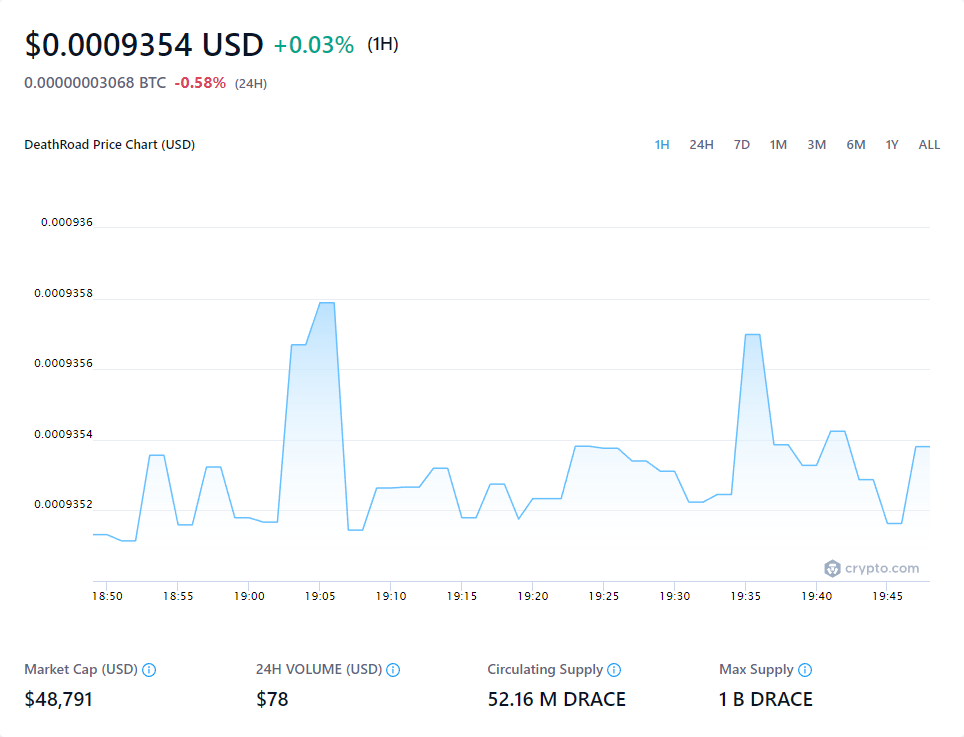 $0.0009354 USD +0.03% (1H)
0.00000003068 BTC -0.58% (24H)
DeathRoad Price Chart (USD) 1H 24H 7D 1M 3M 6M 1Y ALL
0.000936
0.0009358
0.0009356
0.0009354
0.0009352
crypto.com
18:50 18:55 19:00 19:05 19:10 19:15 19:20 19:25 19:30 19:35 19:40 19:45
Market Cap (USD) 24H VOLUME (USD) Circulating Supply Max Supply
$48,791 $78 52.16 M DRACE 1 B DRACE